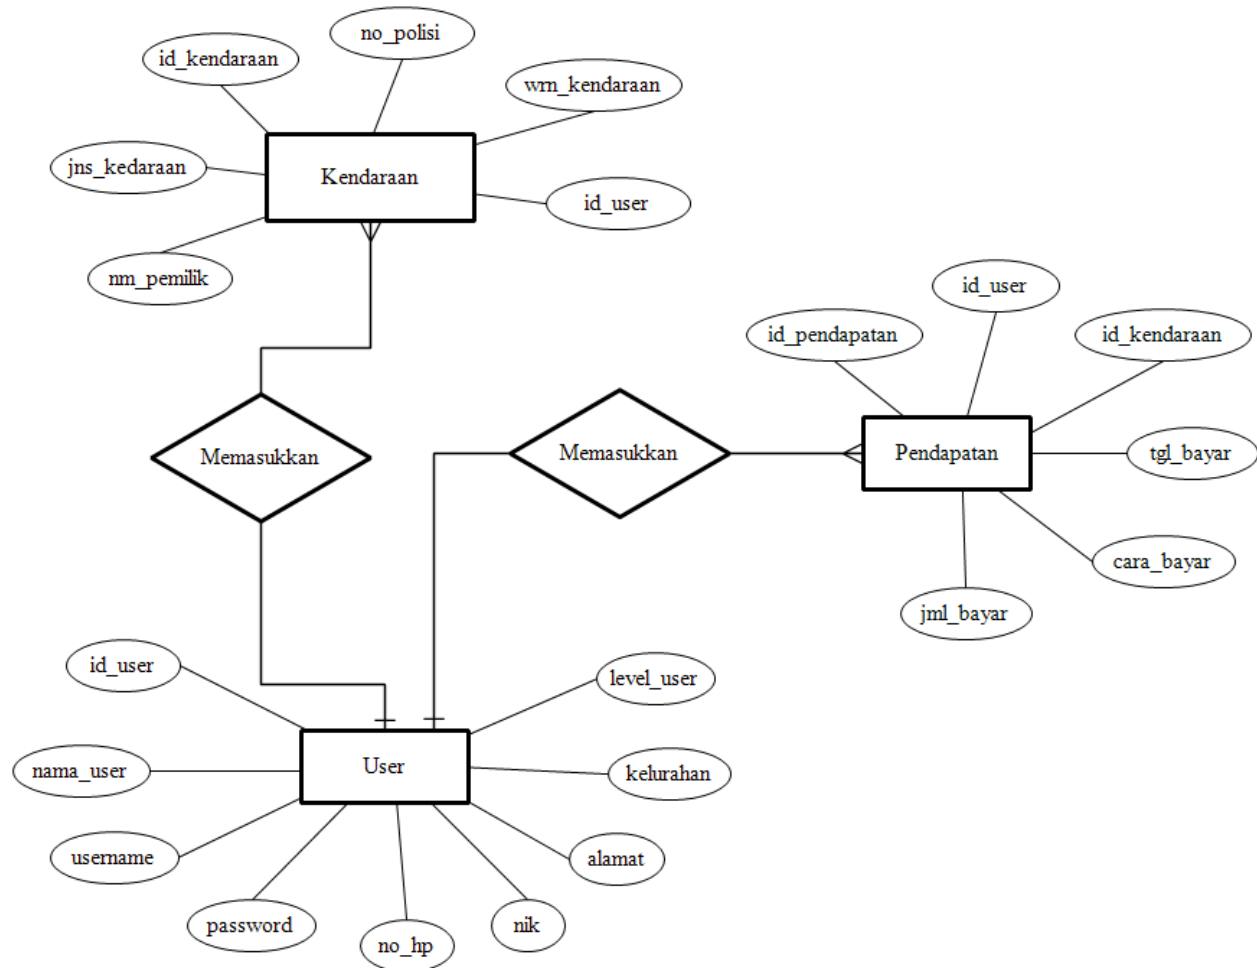 no_polisi
id_kendaraan
wrn_kendaraan
jns_kedaraan
Kendaraan
id_user
nm_pemilik
id_user
id_pendapatan
id_kendaraan
Memasukkan
Memasukkan
Pendapatan
tgl_bayar
cara_bayar
jml_bayar
id_user
level_user
nama_user
User
kelurahan
username
alamat
password
nik
no_hp